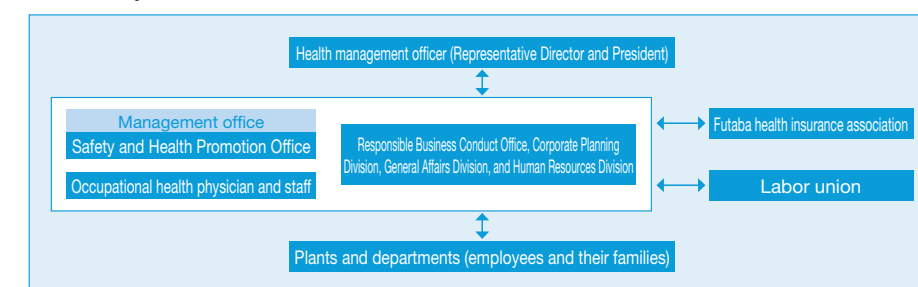 Health management officer (Representative Director and President)
Management office
Safety and Health Promotion Office
Occupational health physician and staff
Responsible Business Conduct Office, Corporate Planning
Division, General Affairs Division, and Human Resources Division
Futaba health insurance association
Labor union
Plants and departments (employees and their families)